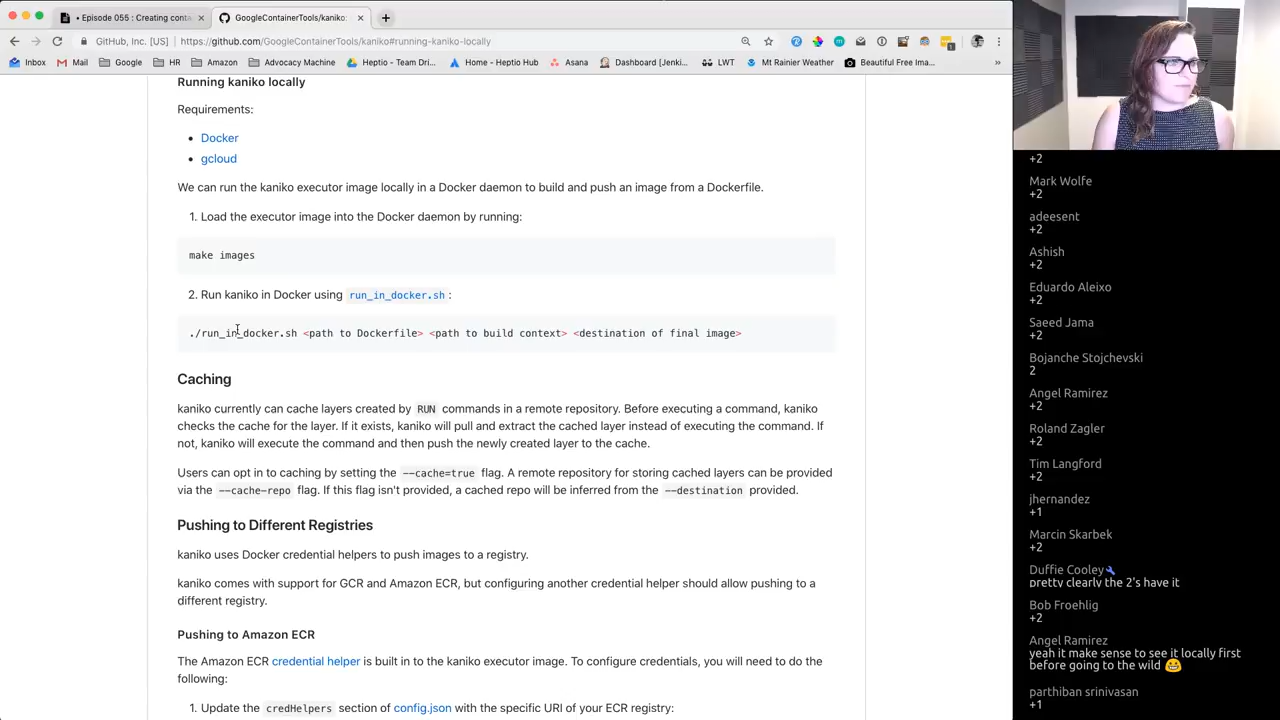 • Episode 055 : Creating conta
GoogleContainerTools/kaniko:
GitHub, Inc. [US] | https://github.com/GoogleContainerTools/kaniko#running-kaniko-locally
Inbox Mail Google HR Amazon Advocacy Machine Heptio - Team Dri... Home - Heptio Hub Asana Dashboard [Jenki... LWT Mt Rainier Weather Beautiful Free Ima... »
Running kaniko locally
Requirements:
• Docker
• gcloud
We can run the kaniko executor image locally in a Docker daemon to build and push an image from a Dockerfile.
1. Load the executor image into the Docker daemon by running:
make images
2. Run kaniko in Docker using run_in_docker.sh :
./run_in_docker.sh <path to Dockerfile> <path to build context> <destination of final image>
Caching
kaniko currently can cache layers created by RUN commands in a remote repository. Before executing a command, kaniko
checks the cache for the layer. If it exists, kaniko will pull and extract the cached layer instead of executing the command. If
not, kaniko will execute the command and then push the newly created layer to the cache.
Users can opt in to caching by setting the --cache=true flag. A remote repository for storing cached layers can be provided
via the --cache-repo flag. If this flag isn't provided, a cached repo will be inferred from the --destination provided.
Pushing to Different Registries
kaniko uses Docker credential helpers to push images to a registry.
kaniko comes with support for GCR and Amazon ECR, but configuring another credential helper should allow pushing to a
different registry.
Pushing to Amazon ECR
The Amazon ECR credential helper is built in to the kaniko executor image. To configure credentials, you will need to do the
following:
1. Update the credHelpers section of config.json with the specific URI of your ECR registry:
+2
Mark Wolfe
+2
adeesent
+2
Ashish
+2
Eduardo Aleixo
+2
Saeed Jama
+2
Bojanche Stojchevski
2
Angel Ramirez
+2
Roland Zagler
+2
Tim Langford
+2
jhernandez
+1
Marcin Skarbek
+2
Duffie Cooley
pretty clearly the 2's have it
Bob Froehlig
+2
Angel Ramirez
yeah it make sense to see it locally first
before going to the wild 😅
parthiban srinivasan
+1